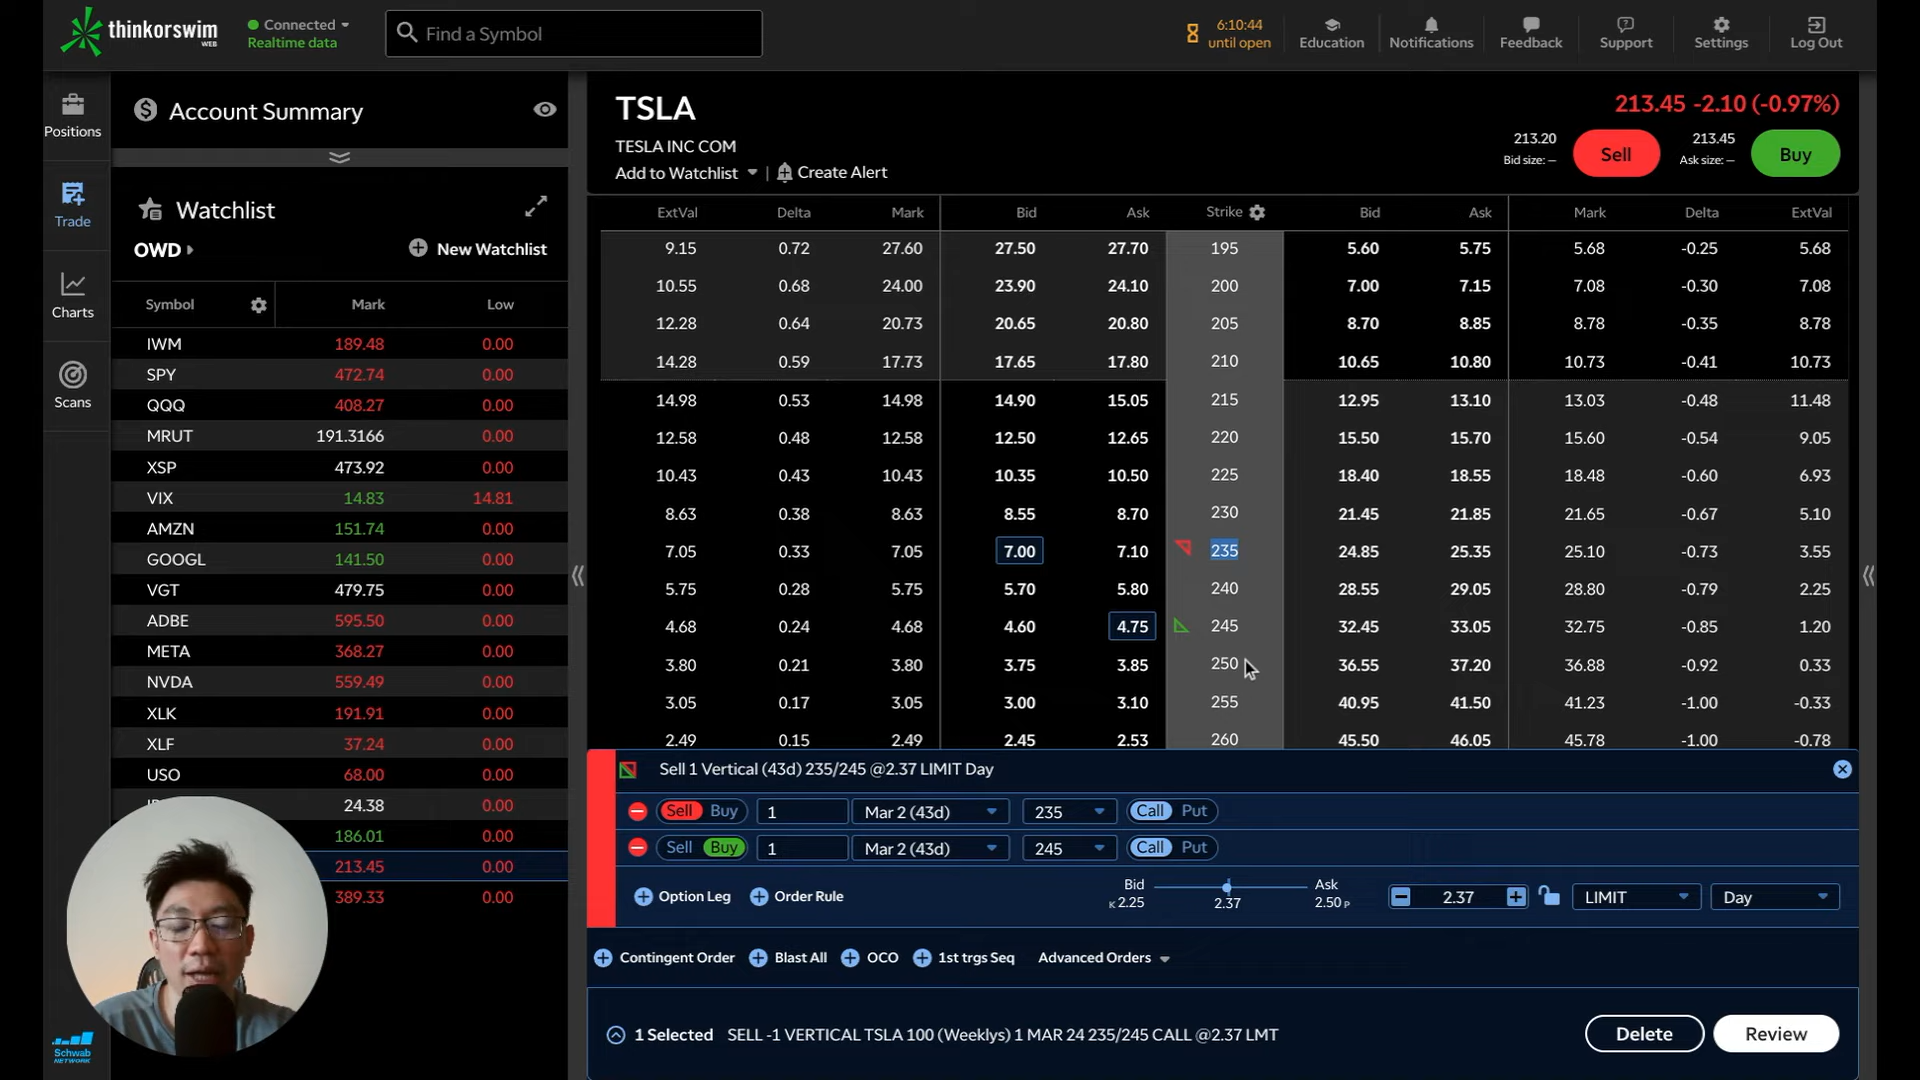 thinkorswim
WEB
Connected
Realtime data
Find a Symbol
6:10:44
until open
Education
Notifications
Feedback
Support
Settings
Log Out
Positions
Trade
Charts
Scans
Schwab
NETWORK
Account Summary
Watchlist
OWD
New Watchlist
Symbol Mark Low
IWM 189.48 0.00
SPY 472.74 0.00
QQQ 408.27 0.00
MRUT 191.3166 0.00
XSP 473.92 0.00
VIX 14.83 14.81
AMZN 151.74 0.00
GOOGL 141.50 0.00
VGT 479.75 0.00
ADBE 595.50 0.00
META 368.27 0.00
NVDA 559.49 0.00
XLK 191.91 0.00
XLF 37.24 0.00
USO 68.00 0.00
24.38 0.00
186.01 0.00
213.45 0.00
389.33 0.00
TSLA
TESLA INC COM
Add to Watchlist | Create Alert
213.45 -2.10 (-0.97%)
213.20
Bid size: –
Sell
213.45
Ask size: –
Buy
ExtVal Delta Mark Bid Ask Strike Bid Ask Mark Delta ExtVal
9.15 0.72 27.60 27.50 27.70 195 5.60 5.75 5.68 -0.25 5.68
10.55 0.68 24.00 23.90 24.10 200 7.00 7.15 7.08 -0.30 7.08
12.28 0.64 20.73 20.65 20.80 205 8.70 8.85 8.78 -0.35 8.78
14.28 0.59 17.73 17.65 17.80 210 10.65 10.80 10.73 -0.41 10.73
14.98 0.53 14.98 14.90 15.05 215 12.95 13.10 13.03 -0.48 11.48
12.58 0.48 12.58 12.50 12.65 220 15.50 15.70 15.60 -0.54 9.05
10.43 0.43 10.43 10.35 10.50 225 18.40 18.55 18.48 -0.60 6.93
8.63 0.38 8.63 8.55 8.70 230 21.45 21.85 21.65 -0.67 5.10
7.05 0.33 7.05 7.00 7.10 235 24.85 25.35 25.10 -0.73 3.55
5.75 0.28 5.75 5.70 5.80 240 28.55 29.05 28.80 -0.79 2.25
4.68 0.24 4.68 4.60 4.75 245 32.45 33.05 32.75 -0.85 1.20
3.80 0.21 3.80 3.75 3.85 250 36.55 37.20 36.88 -0.92 0.33
3.05 0.17 3.05 3.00 3.10 255 40.95 41.50 41.23 -1.00 -0.33
2.49 0.15 2.49 2.45 2.53 260 45.50 46.05 45.78 -1.00 -0.78
Sell 1 Vertical (43d) 235/245 @2.37 LIMIT Day
Sell Buy 1 Mar 2 (43d) 235 Call Put
Sell Buy 1 Mar 2 (43d) 245 Call Put
Option Leg Order Rule
Bid Ask
K 2.25 2.37 2.50 P
2.37 LIMIT Day
Contingent Order Blast All OCO 1st trgs Seq Advanced Orders
1 Selected SELL -1 VERTICAL TSLA 100 (Weeklys) 1 MAR 24 235/245 CALL @2.37 LMT
Delete
Review